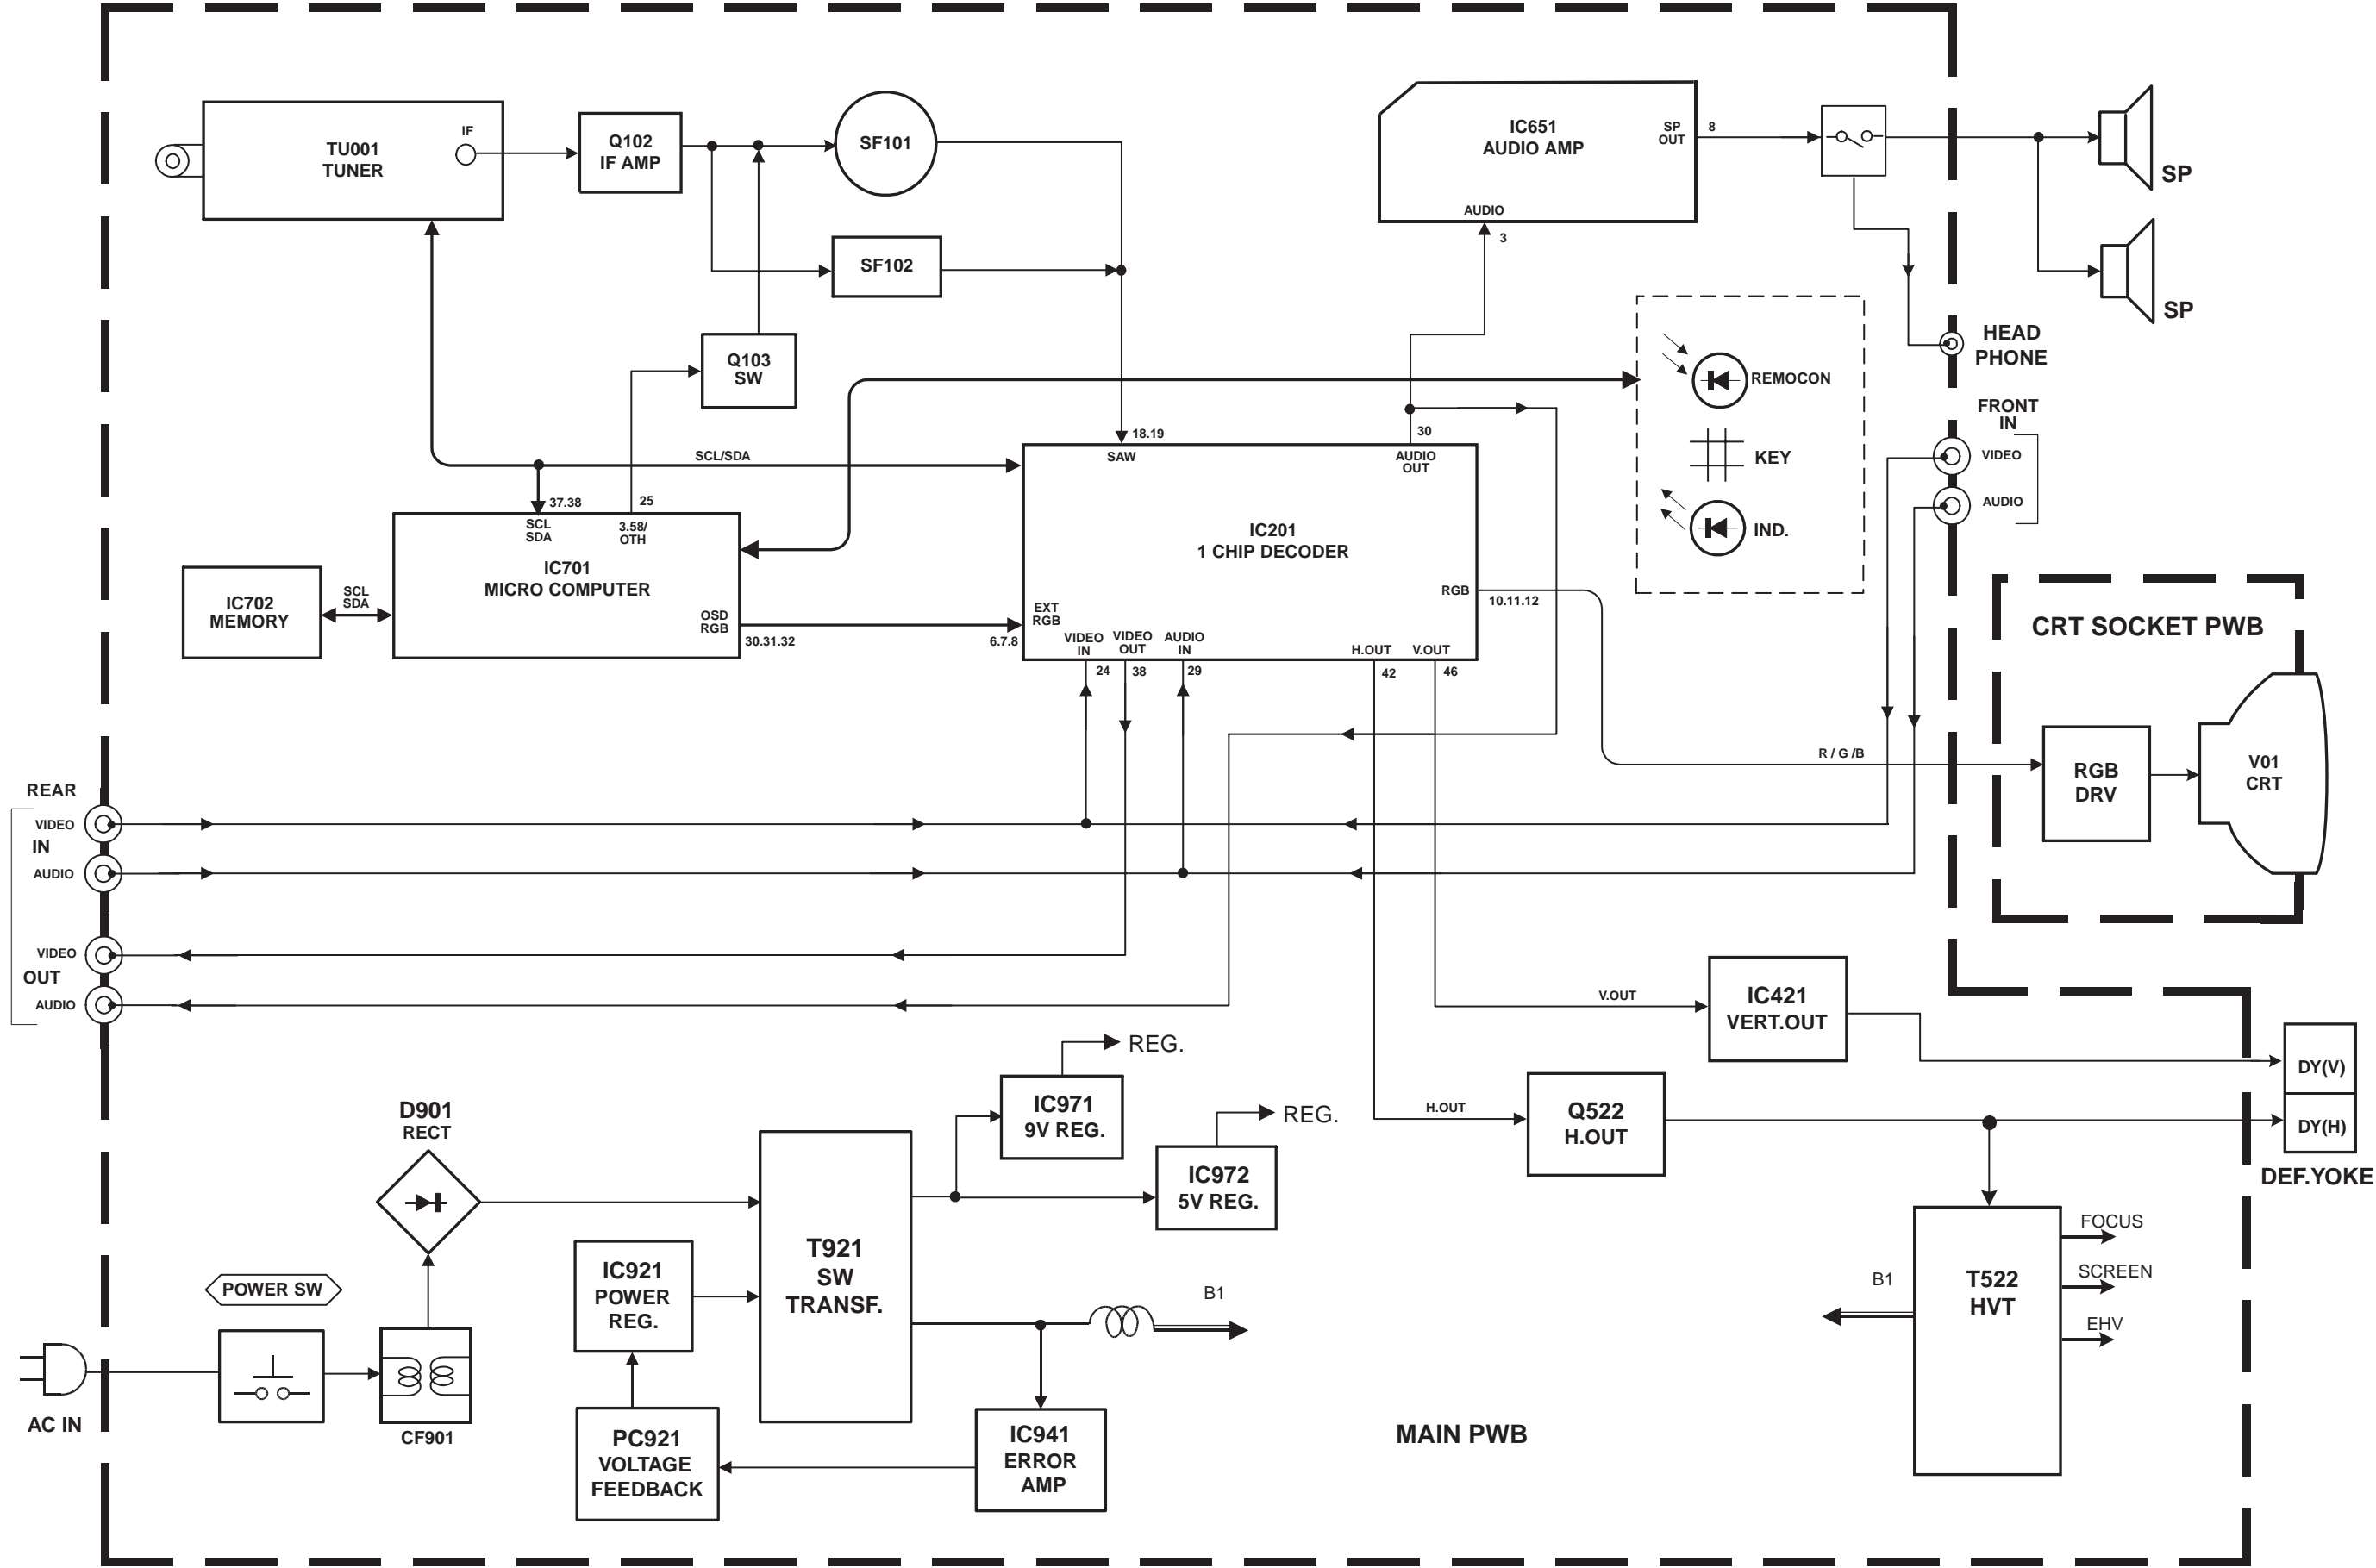 TU001
TUNER
IF
Q102
IF AMP
SF101
SF102
Q103
SW
IC651
AUDIO AMP
SP
OUT
8
AUDIO
3
SP
SP
HEAD
PHONE
REMOCON
KEY
IND.
FRONT
IN
VIDEO
AUDIO
SCL/SDA
18.19
SAW
30
AUDIO
OUT
37.38
25
SCL
SDA
3.58/
OTH
IC701
MICRO COMPUTER
OSD
RGB
30.31.32
IC702
MEMORY
SCL
SDA
IC201
1 CHIP DECODER
RGB
10.11.12
EXT
RGB
6.7.8
VIDEO
IN
VIDEO
OUT
AUDIO
IN
H.OUT
V.OUT
24
38
29
42
46
CRT SOCKET PWB
R / G /B
RGB
DRV
V01
CRT
REAR
VIDEO
IN
AUDIO
VIDEO
OUT
AUDIO
V.OUT
IC421
VERT.OUT
H.OUT
Q522
H.OUT
DY(V)
DY(H)
DEF.YOKE
REG.
IC971
9V REG.
REG.
IC972
5V REG.
D901
RECT
T921
SW
TRANSF.
IC921
POWER
REG.
POWER SW
AC IN
CF901
PC921
VOLTAGE
FEEDBACK
IC941
ERROR
AMP
B1
B1
T522
HVT
FOCUS
SCREEN
EHV
MAIN PWB